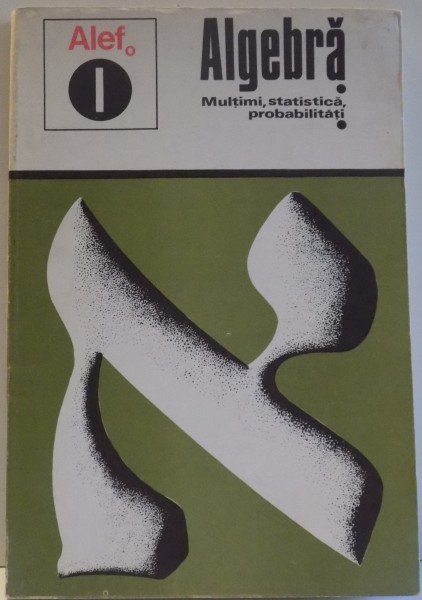 Alef₀
I
Algebră
Mulțimi, statistică,
probabilități
א